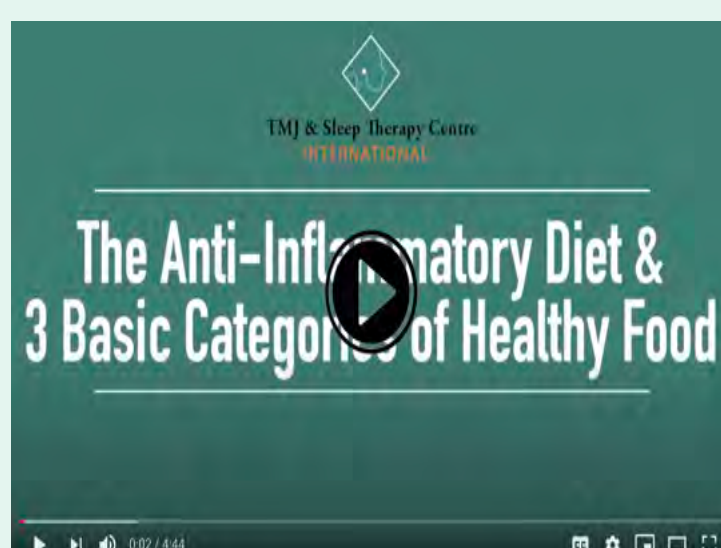 TMJ & Sleep Therapy Centre
INTERNATIONAL
The Anti-Inflammatory Diet &
3 Basic Categories of Healthy Food
0:02 / 4:44
CC